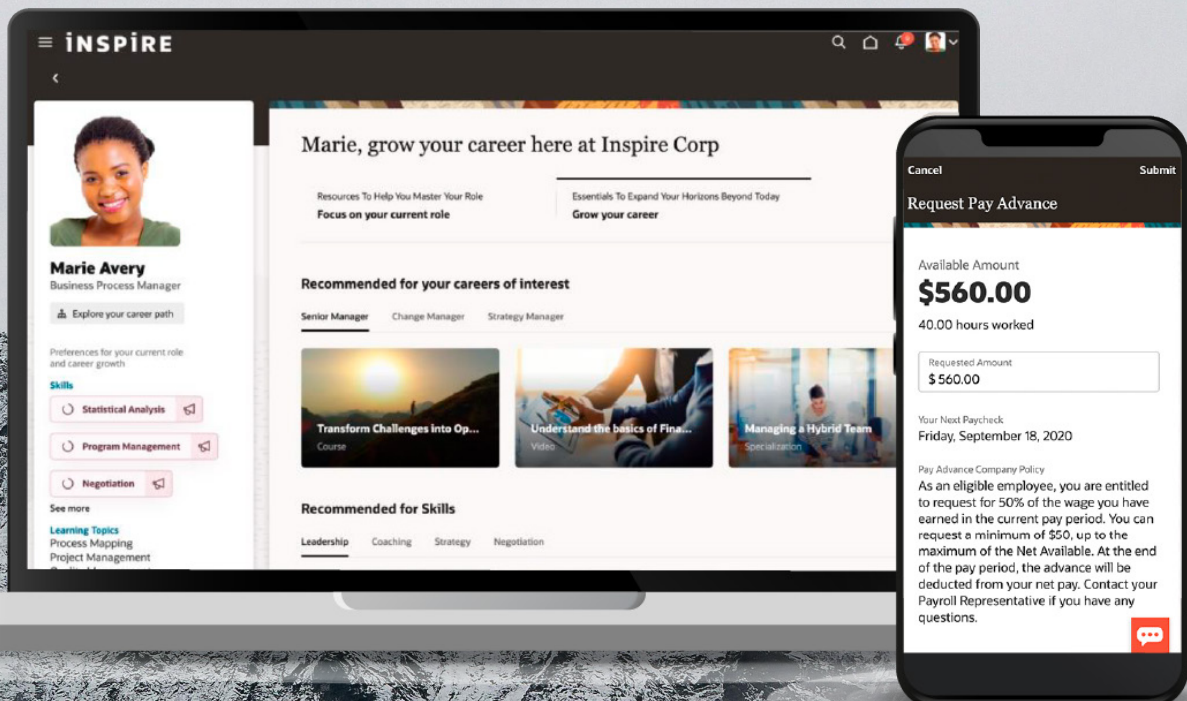 iNSPiRE
Marie Avery
Business Process Manager
Explore your career path
Preferences for your current role
and career growth
Skills
Statistical Analysis
Program Management
Negotiation
See more
Learning Topics
Process Mapping
Project Management
Marie, grow your career here at Inspire Corp
Resources To Help You Master Your Role
Focus on your current role
Essentials To Expand Your Horizons Beyond Today
Grow your career
Recommended for your careers of interest
Senior Manager Change Manager Strategy Manager
Transform Challenges into Op...
Course
Understand the basics of Fina...
Video
Managing a Hybrid Team
Specialization
Recommended for Skills
Leadership Coaching Strategy Negotiation
Cancel Submit
Request Pay Advance
Available Amount
$560.00
40.00 hours worked
Requested Amount
$ 560.00
Your Next Paycheck
Friday, September 18, 2020
Pay Advance Company Policy
As an eligible employee, you are entitled
to request for 50% of the wage you have
earned in the current pay period. You can
request a minimum of $50, up to the
maximum of the Net Available. At the end
of the pay period, the advance will be
deducted from your net pay. Contact your
Payroll Representative if you have any
questions.